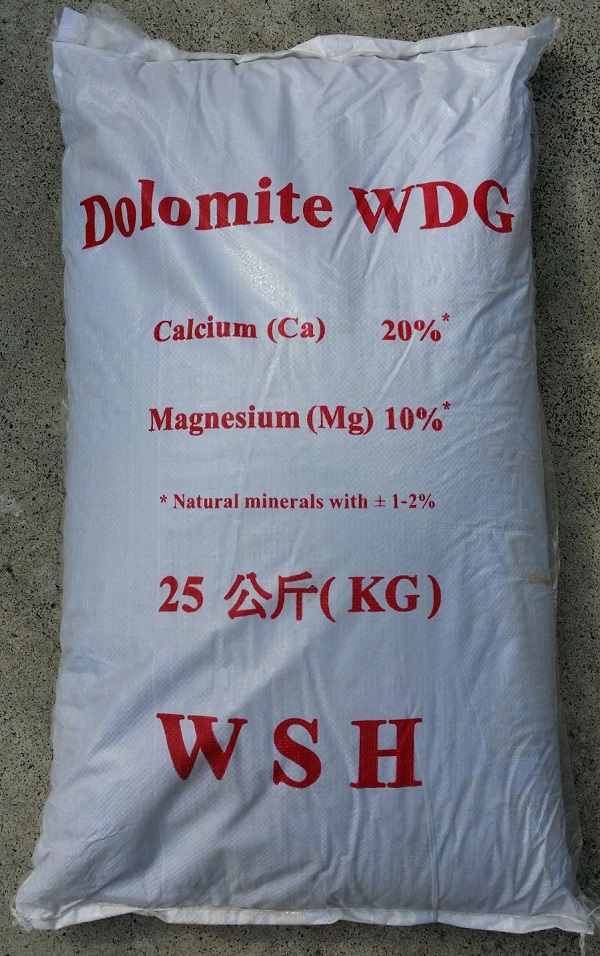 Dolomite WDG
Calcium (Ca) 20%*
Magnesium (Mg) 10%*
* Natural minerals with ± 1-2%
25 公斤( KG )
W S H